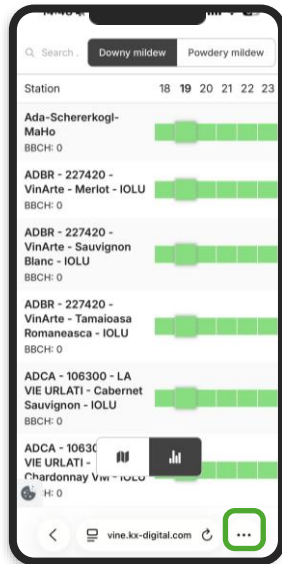 14:46
Search .
Downy mildew
Powdery mildew
Station 18 19 20 21 22 23
Ada-Schererkogl-
MaHo
BBCH: 0
ADBR - 227420 -
VinArte - Merlot - IOLU
BBCH: 0
ADBR - 227420 -
VinArte - Sauvignon
Blanc - IOLU
BBCH: 0
ADBR - 227420 -
VinArte - Tamaioasa
Romaneasca - IOLU
BBCH: 0
ADCA - 106300 - LA
VIE URLATI - Cabernet
Sauvignon - IOLU
BBCH: 0
ADCA - 1063
VIE URLATI -
Chardonnay
H: 0
vine.kx-digital.com